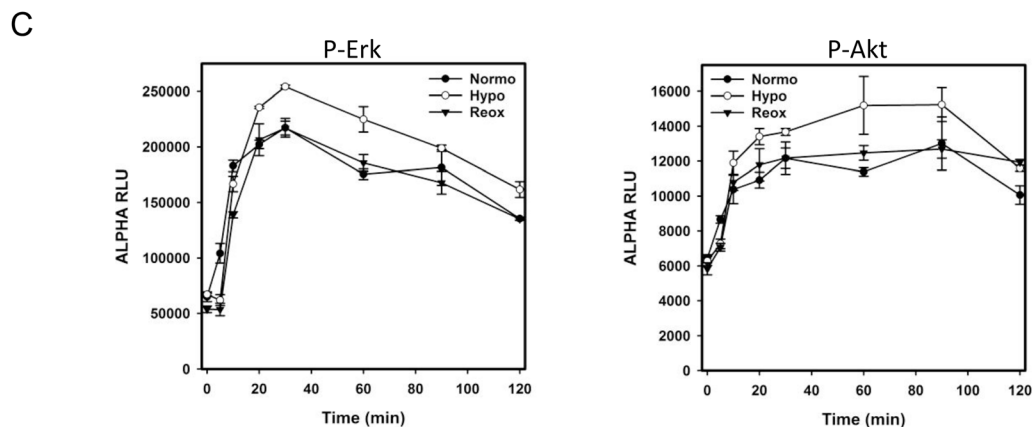 C
P-Erk
Normo
Hypo
Reox
ALPHA RLU
250000
200000
150000
100000
50000
0
0 20 40 60 80 100 120
Time (min)
P-Akt
Normo
Hypo
Reox
ALPHA RLU
16000
14000
12000
10000
8000
6000
4000
2000
0
0 20 40 60 80 100 120
Time (min)